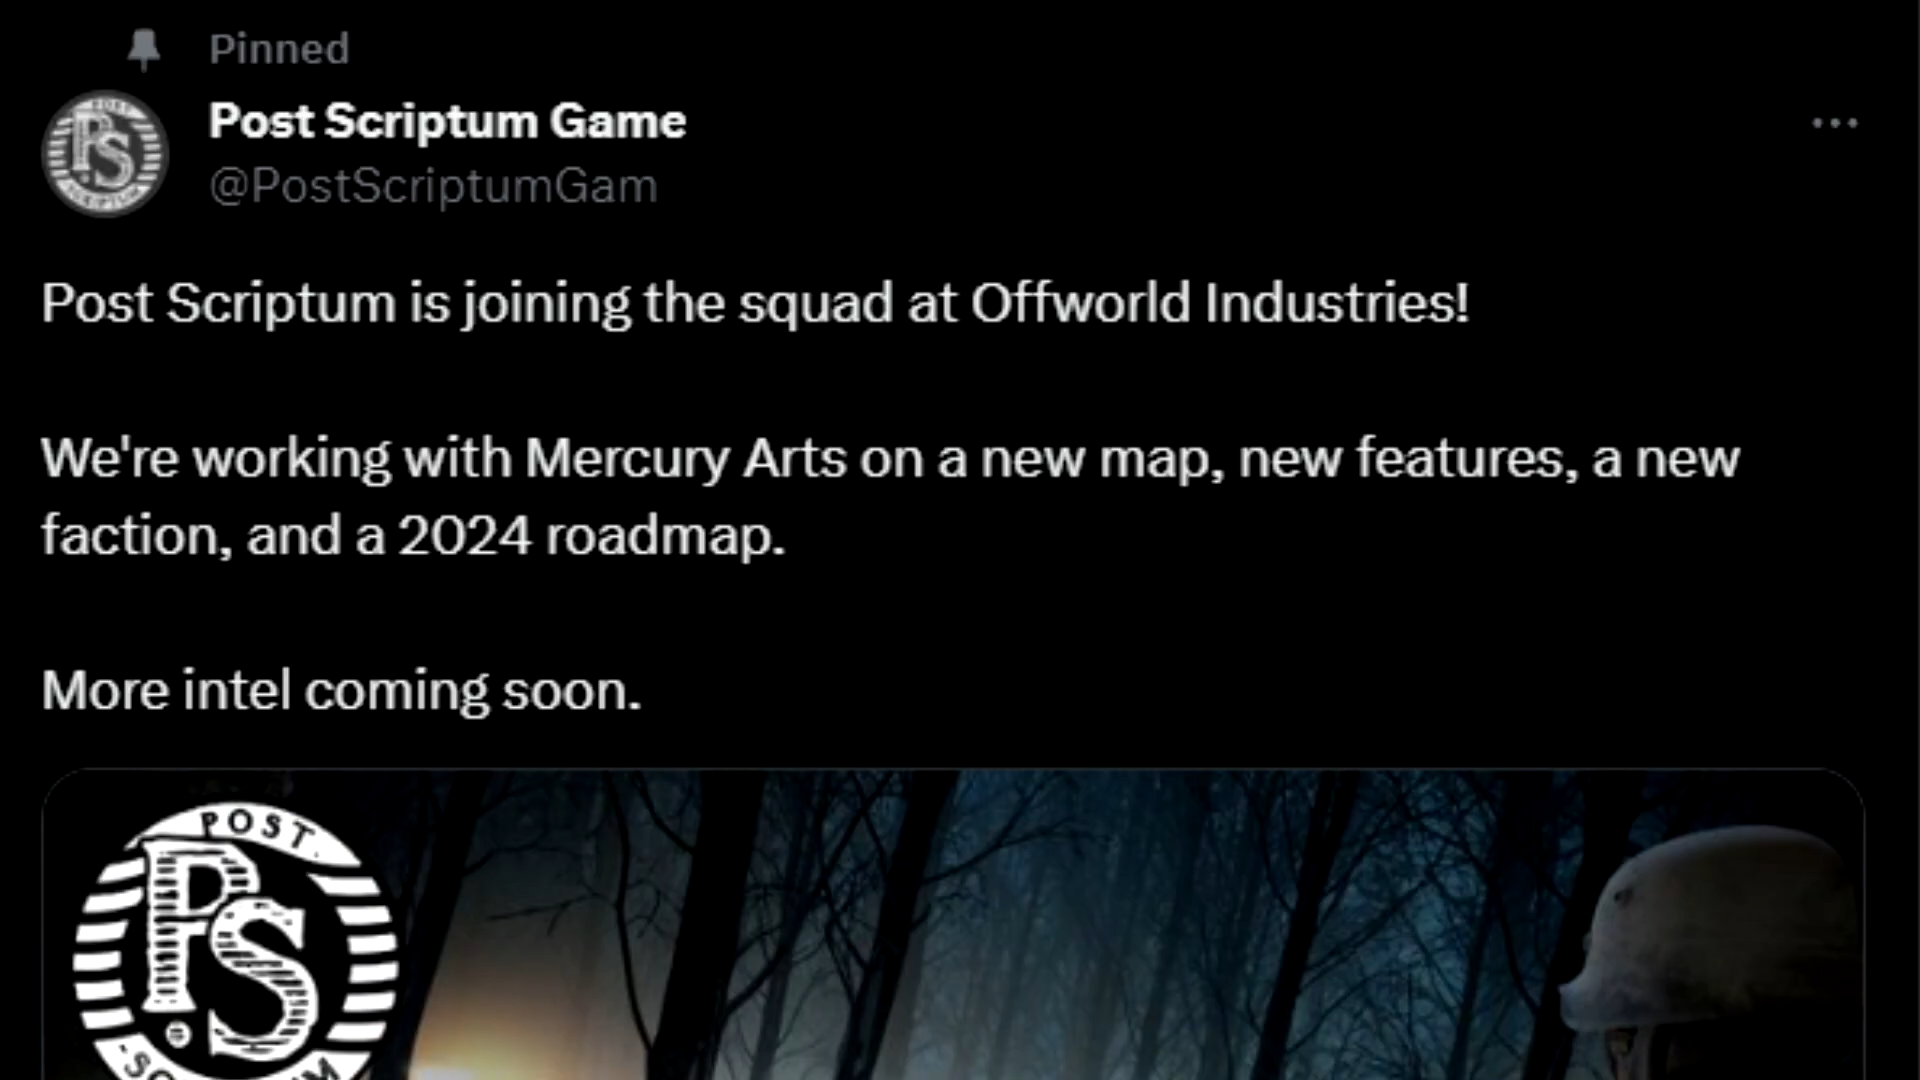 Pinned
Post Scriptum Game
@PostScriptumGam
Post Scriptum is joining the squad at Offworld Industries!
We're working with Mercury Arts on a new map, new features, a new
faction, and a 2024 roadmap.
More intel coming soon.
POST
PS